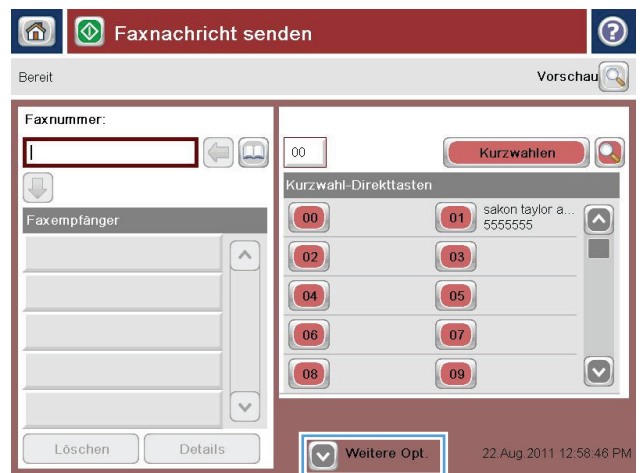 Faxnachricht senden
Bereit
Vorschau
Faxnummer:
00
Kurzwahlen
Kurzwahl-Direkttasten
Faxempfänger
00
01 sakon taylor a...
5555555
02
03
04
05
06
07
08
09
Löschen
Details
Weitere Opt.
22.Aug.2011 12:58:46 PM